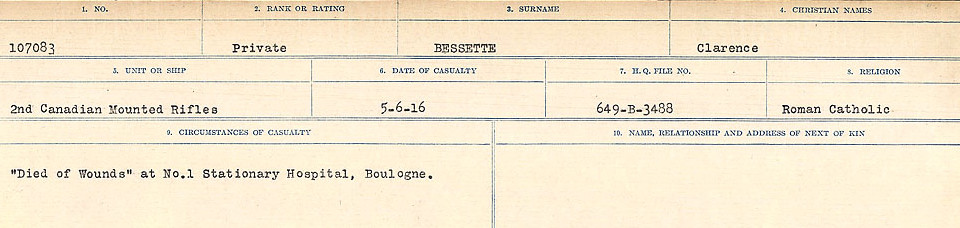 1. NO. 2. RANK OR RATING 3. SURNAME 4. CHRISTIAN NAMES
107083 Private BESSETTE Clarence
5. UNIT OR SHIP 6. DATE OF CASUALTY 7. H.Q. FILE NO. 8. RELIGION
2nd Canadian Mounted Rifles 5-6-16 649-B-3488 Roman Catholic
9. CIRCUMSTANCES OF CASUALTY 10. NAME, RELATIONSHIP AND ADDRESS OF NEXT OF KIN
"Died of Wounds" at No.1 Stationary Hospital, Boulogne.